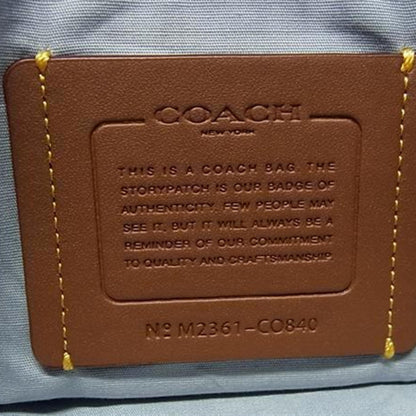 COACH
NEW YORK
THIS IS A COACH BAG. THE
STORYPATCH IS OUR BADGE OF
AUTHENTICITY. FEW PEOPLE MAY
SEE IT, BUT IT WILL ALWAYS BE A
REMINDER OF OUR COMMITMENT
TO QUALITY AND CRAFTSMANSHIP.
Nº M2361-CO840